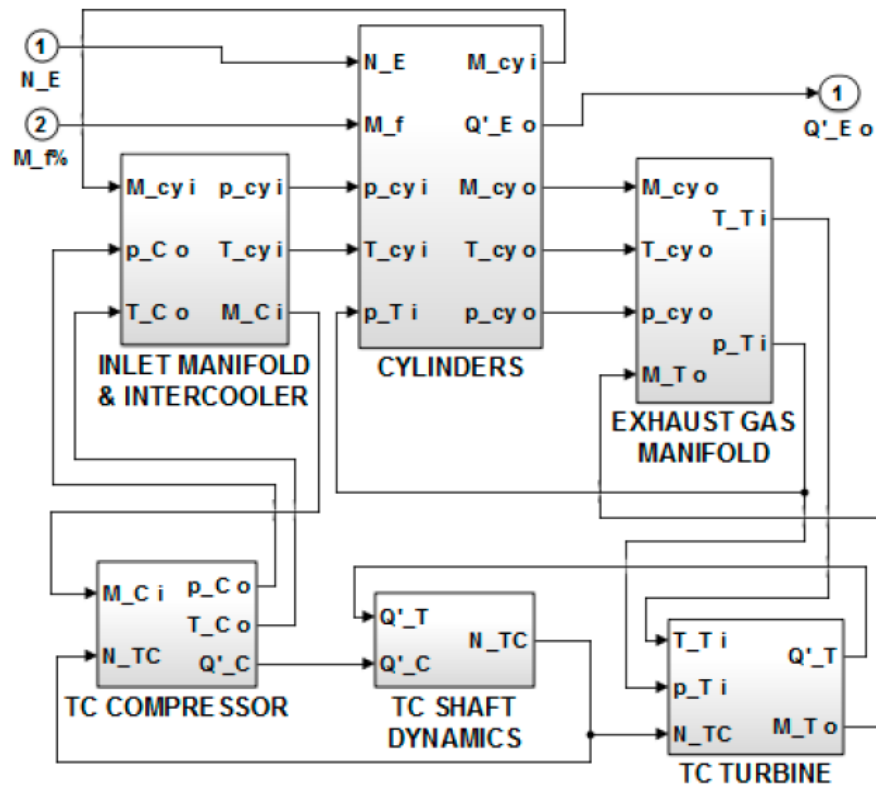 1
N_E
2
M_f%
M_cy i
p_C o
T_C o
p_cy i
T_cy i
M_C i
INLET MANIFOLD
& INTERCOOLER
N_E
M_f
p_cy i
T_cy i
p_T i
M_cy i
Q'_E o
M_cy o
T_cy o
p_cy o
CYLINDERS
1
Q'_E o
M_cy o
T_cy o
p_cy o
M_T o
T_T i
p_T i
EXHAUST GAS
MANIFOLD
M_C i
N_TC
p_C o
T_C o
Q'_C
TC COMPRESSOR
Q'_T
Q'_C
N_TC
TC SHAFT
DYNAMICS
T_T i
p_T i
N_TC
Q'_T
M_T o
TC TURBINE